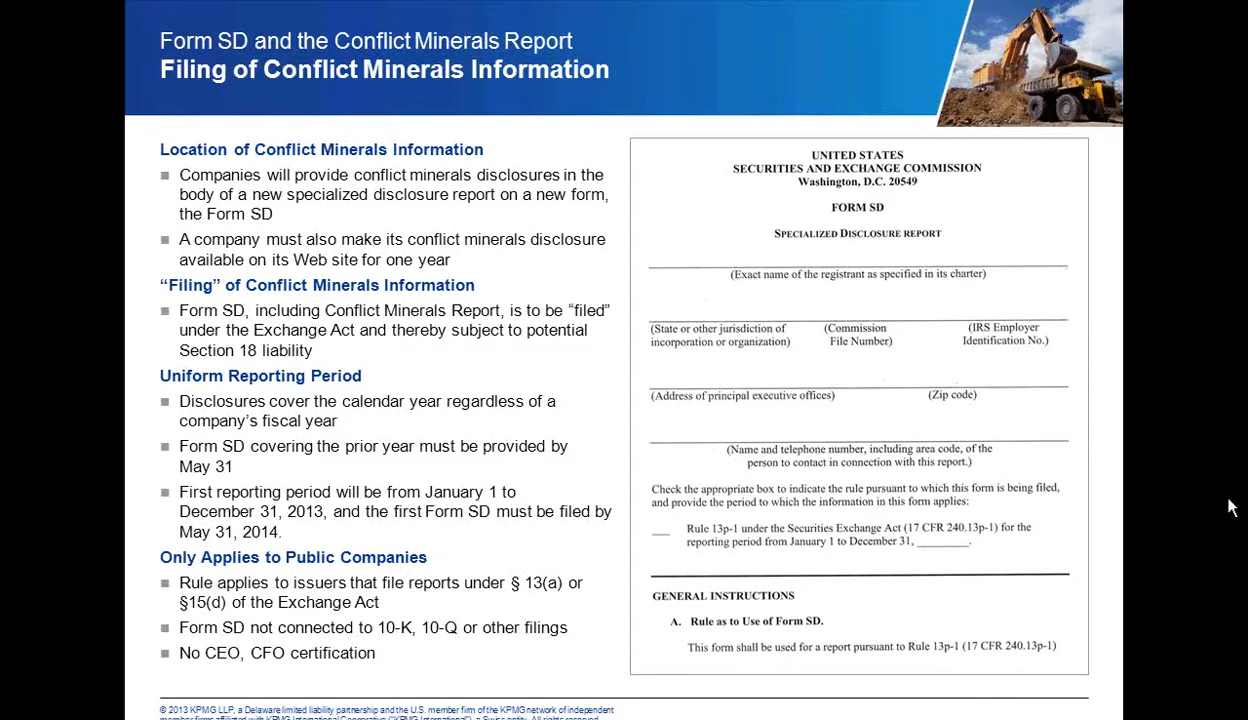 Form SD and the Conflict Minerals Report
Filing of Conflict Minerals Information
Location of Conflict Minerals Information
Companies will provide conflict minerals disclosures in the
body of a new specialized disclosure report on a new form,
the Form SD
A company must also make its conflict minerals disclosure
available on its Web site for one year
“Filing” of Conflict Minerals Information
Form SD, including Conflict Minerals Report, is to be “filed”
under the Exchange Act and thereby subject to potential
Section 18 liability
Uniform Reporting Period
Disclosures cover the calendar year regardless of a
company’s fiscal year
Form SD covering the prior year must be provided by
May 31
First reporting period will be from January 1 to
December 31, 2013, and the first Form SD must be filed by
May 31, 2014.
Only Applies to Public Companies
Rule applies to issuers that file reports under § 13(a) or
§15(d) of the Exchange Act
Form SD not connected to 10-K, 10-Q or other filings
No CEO, CFO certification
UNITED STATES
SECURITIES AND EXCHANGE COMMISSION
Washington, D.C. 20549
FORM SD
SPECIALIZED DISCLOSURE REPORT
(Exact name of the registrant as specified in its charter)
(State or other jurisdiction of (Commission (IRS Employer
incorporation or organization) File Number) Identification No.)
(Address of principal executive offices) (Zip code)
(Name and telephone number, including area code, of the
person to contact in connection with this report.)
Check the appropriate box to indicate the rule pursuant to which this form is being filed,
and provide the period to which the information in this form applies:
___ Rule 13p-1 under the Securities Exchange Act (17 CFR 240.13p-1) for the
reporting period from January 1 to December 31, ________.
GENERAL INSTRUCTIONS
A. Rule as to Use of Form SD.
This form shall be used for a report pursuant to Rule 13p-1 (17 CFR 240.13p-1)
© 2013 KPMG LLP, a Delaware limited liability partnership and the U.S. member firm of the KPMG network of independent
member firms affiliated with KPMG International Cooperative (“KPMG International”), a Swiss entity. All rights reserved.